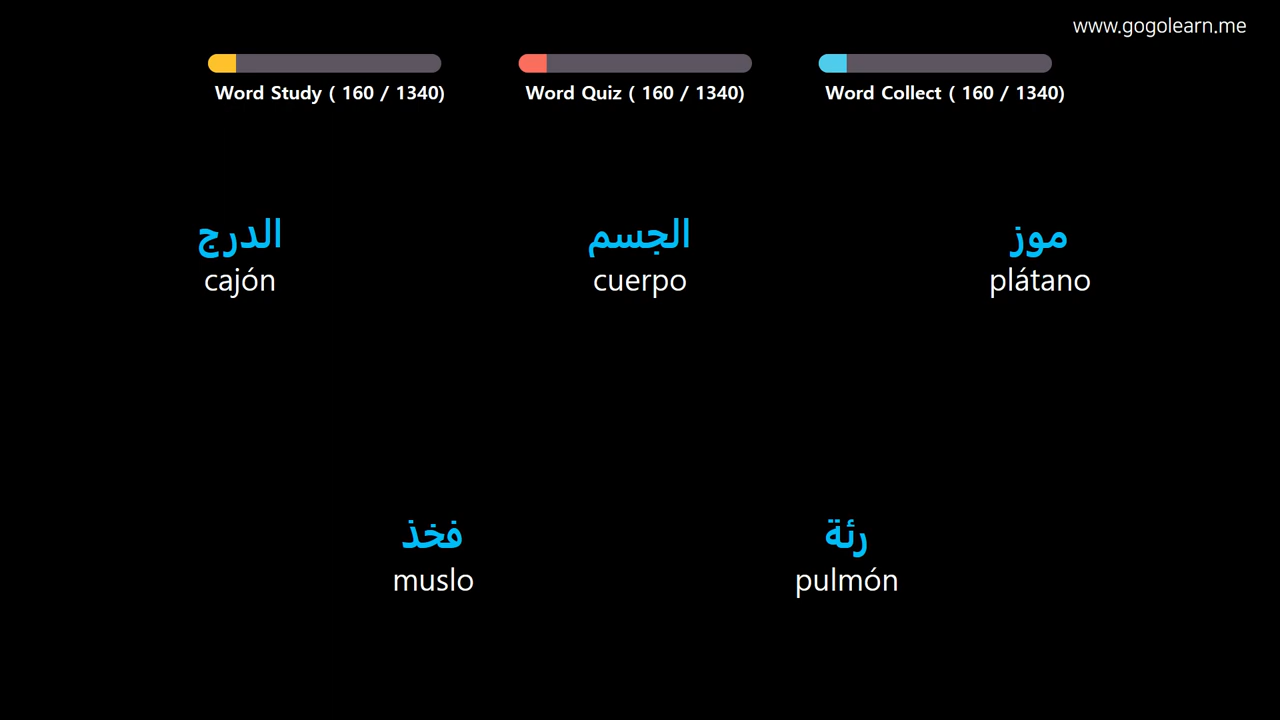 www.gogolearn.me
Word Study ( 160 / 1340)
Word Quiz ( 160 / 1340)
Word Collect ( 160 / 1340)
الدرج
cajón
الجسم
cuerpo
موز
plátano
فخذ
muslo
رئة
pulmón